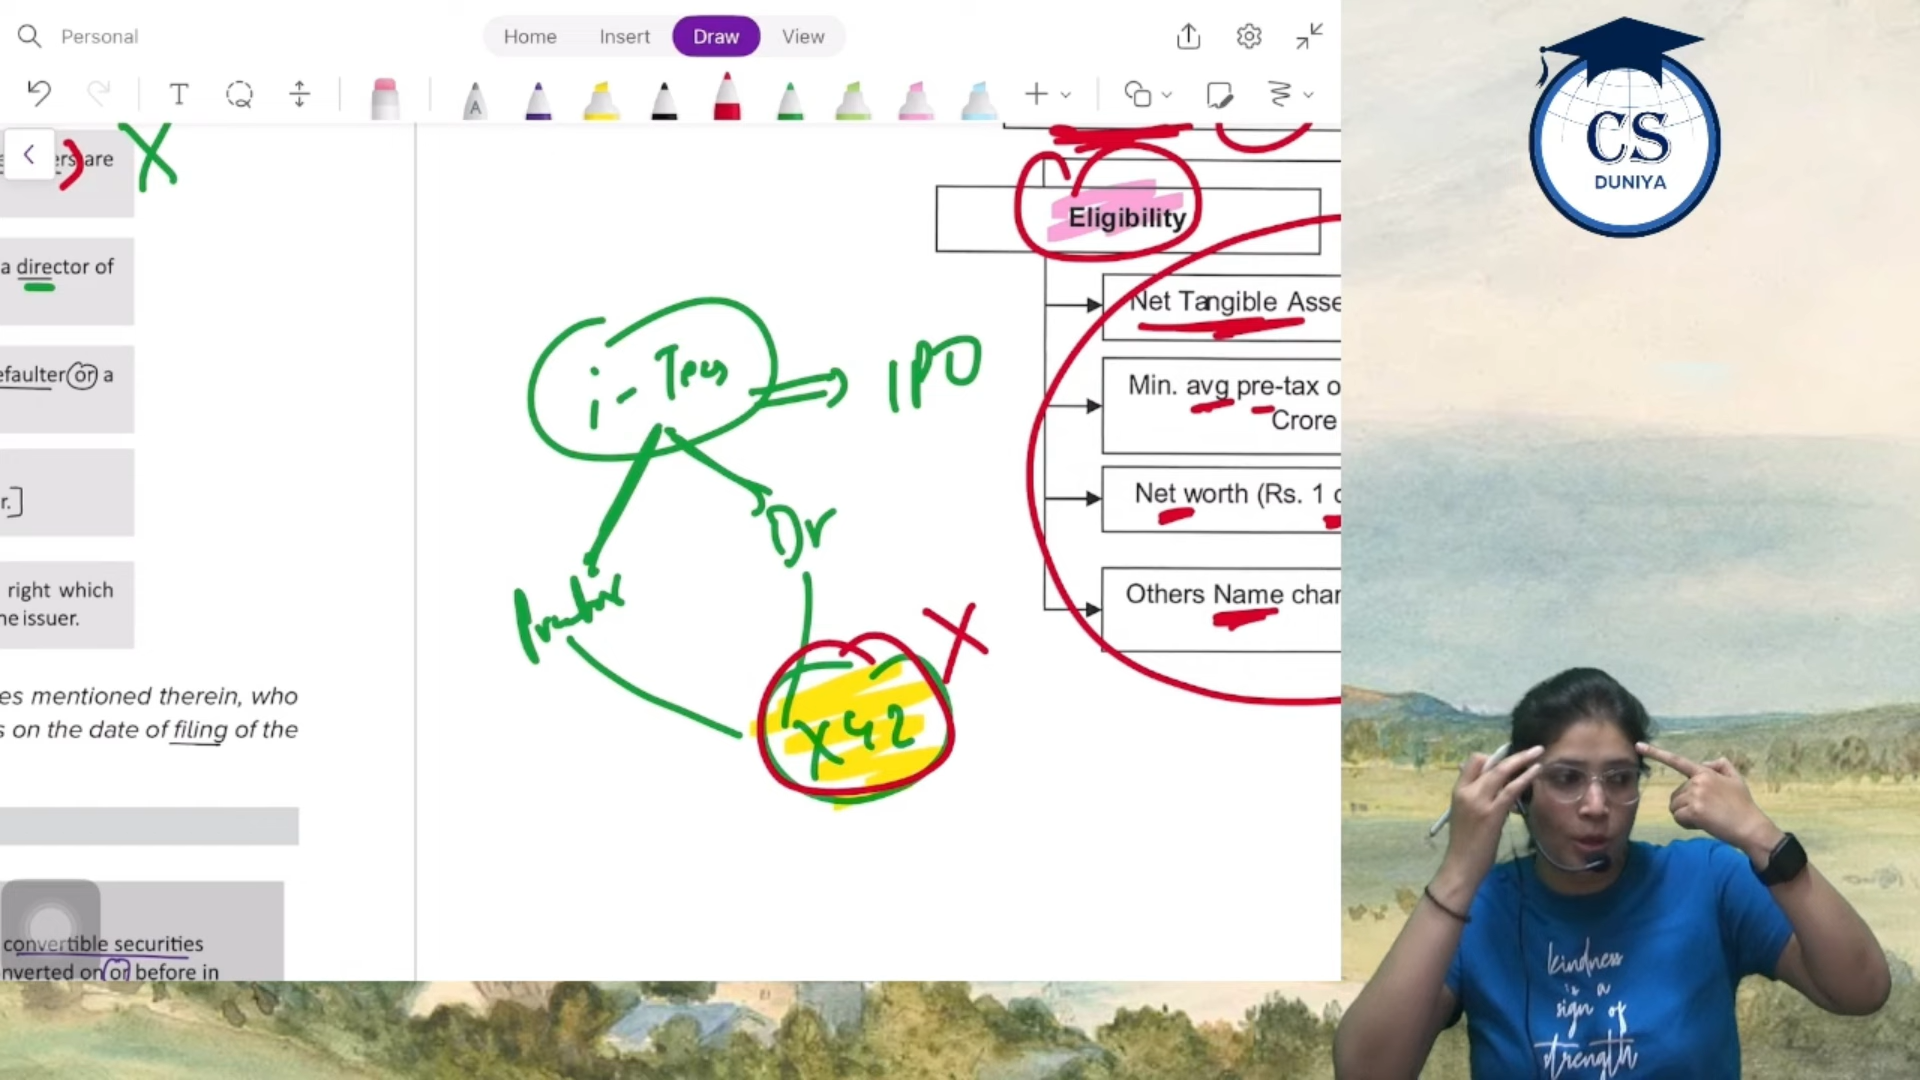 Personal
Home Insert Draw View
T
A
ers) are
X
a director of
efaulter or a
r.]
right which
he issuer.
es mentioned therein, who
s on the date of filing of the
convertible securities
nverted on or before in
Eligibility
Net Tangible Asse
Min. avg pre-tax o
Crore
Net worth (Rs. 1 c
Others Name char
IPO
Dr
X
CS
DUNIYA
kindness
is a
sign of
strength